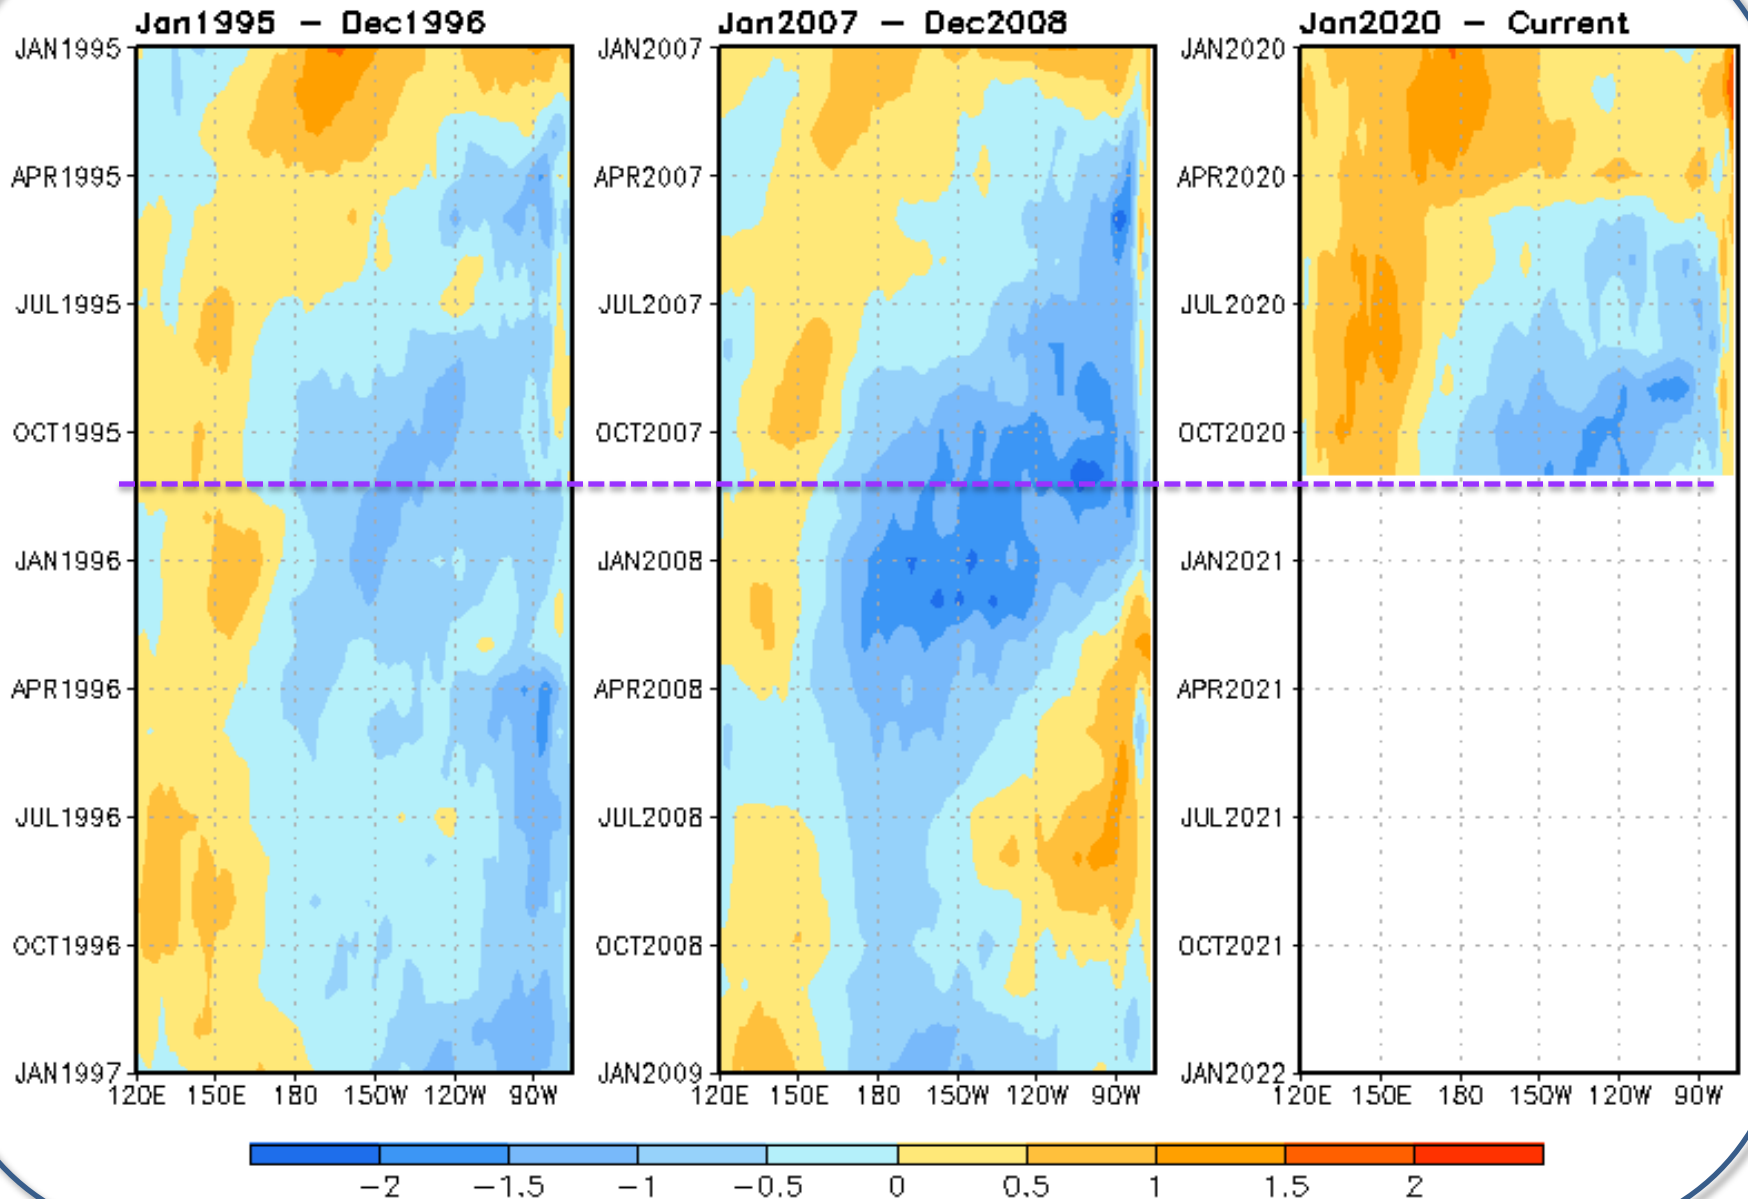 Jan1995 – Dec1996
Jan2007 – Dec2008
Jan2020 – Current
JAN1995
APR1995
JUL1995
OCT1995
JAN1996
APR1996
JUL1996
OCT1996
JAN1997
120E 150E 180 150W 120W 90W
JAN2007
APR2007
JUL2007
OCT2007
JAN2008
APR2008
JUL2008
OCT2008
JAN2009
120E 150E 180 150W 120W 90W
JAN2020
APR2020
JUL2020
OCT2020
JAN2021
APR2021
JUL2021
OCT2021
JAN2022
120E 150E 180 150W 120W 90W
−2 −1.5 −1 −0.5 0 0.5 1 1.5 2